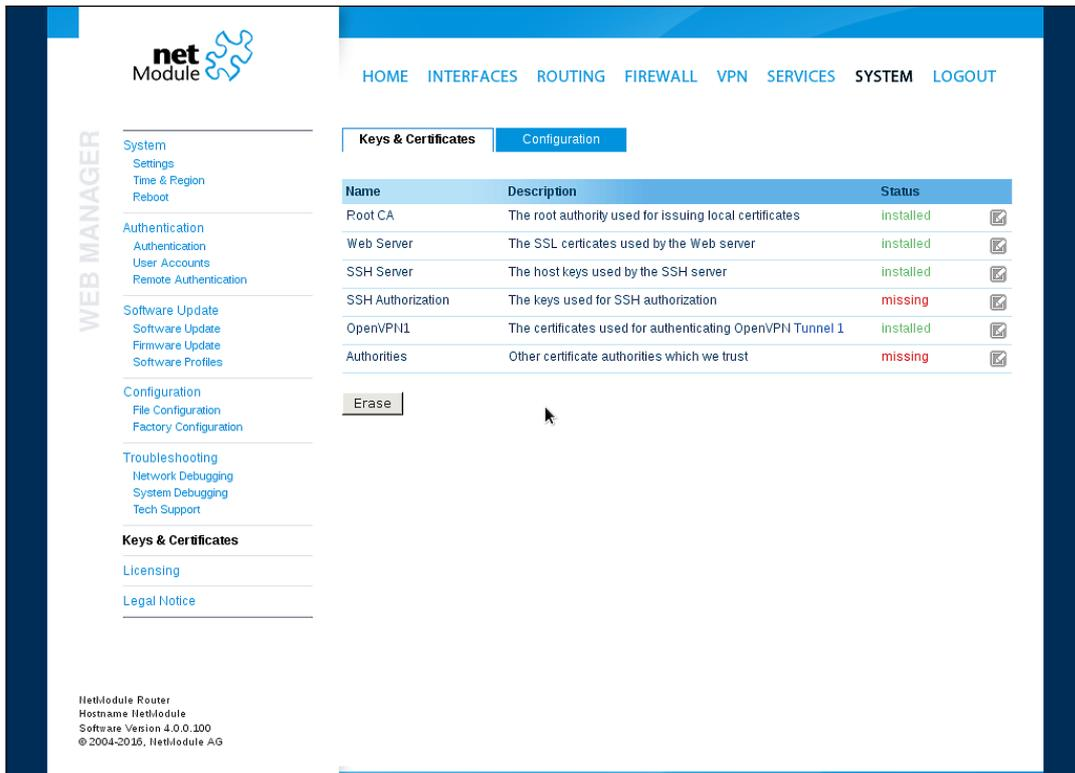 net
Module
HOME INTERFACES ROUTING FIREWALL VPN SERVICES SYSTEM LOGOUT
WEB MANAGER
System
Settings
Time & Region
Reboot
Authentication
Authentication
User Accounts
Remote Authentication
Software Update
Software Update
Firmware Update
Software Profiles
Configuration
File Configuration
Factory Configuration
Troubleshooting
Network Debugging
System Debugging
Tech Support
Keys & Certificates
Licensing
Legal Notice
Keys & Certificates Configuration
Name Description Status
Root CA The root authority used for issuing local certificates installed
Web Server The SSL certicates used by the Web server installed
SSH Server The host keys used by the SSH server installed
SSH Authorization The keys used for SSH authorization missing
OpenVPN1 The certificates used for authenticating OpenVPN Tunnel 1 installed
Authorities Other certificate authorities which we trust missing
Erase
NetModule Router
Hostname NetModule
Software Version 4.0.0.100
© 2004-2016, NetModule AG